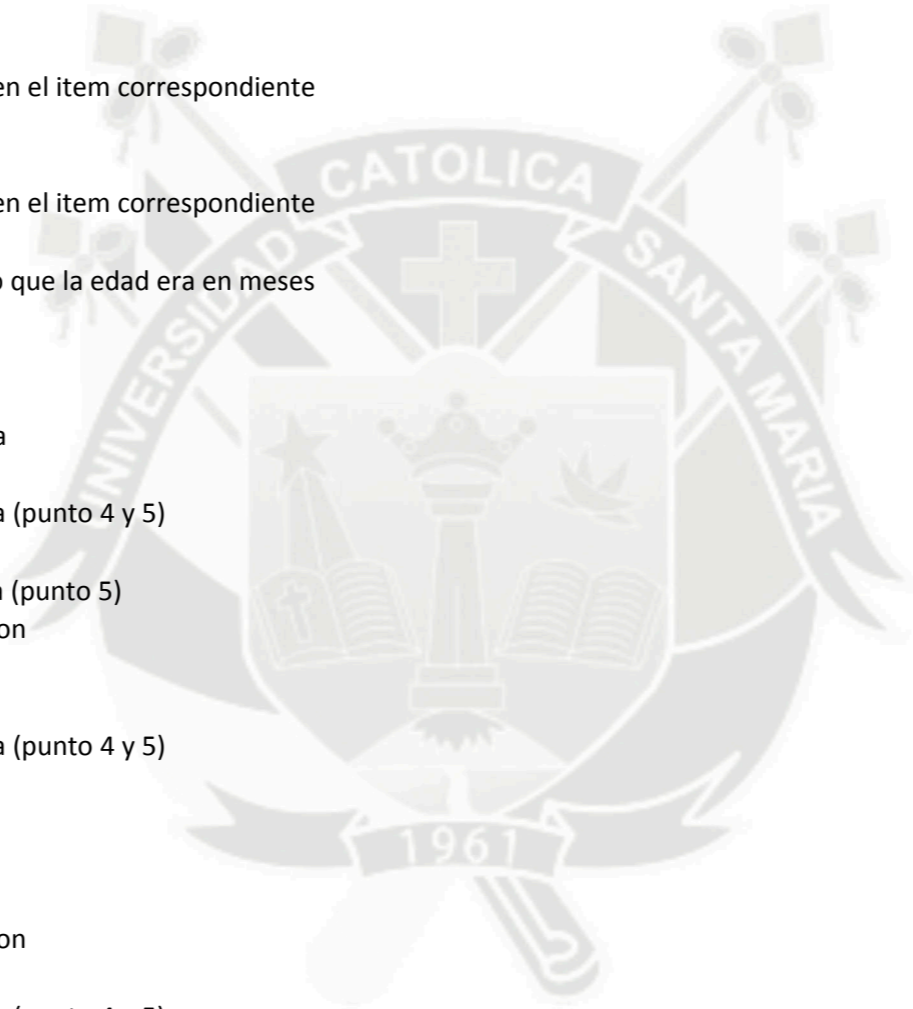 en el item correspondiente
en el item correspondiente
que la edad era en meses
(punto 4 y 5)
(punto 5)
on
(punto 4 y 5)
on
UNIVERSIDAD CATOLICA SANTA MARIA
1961